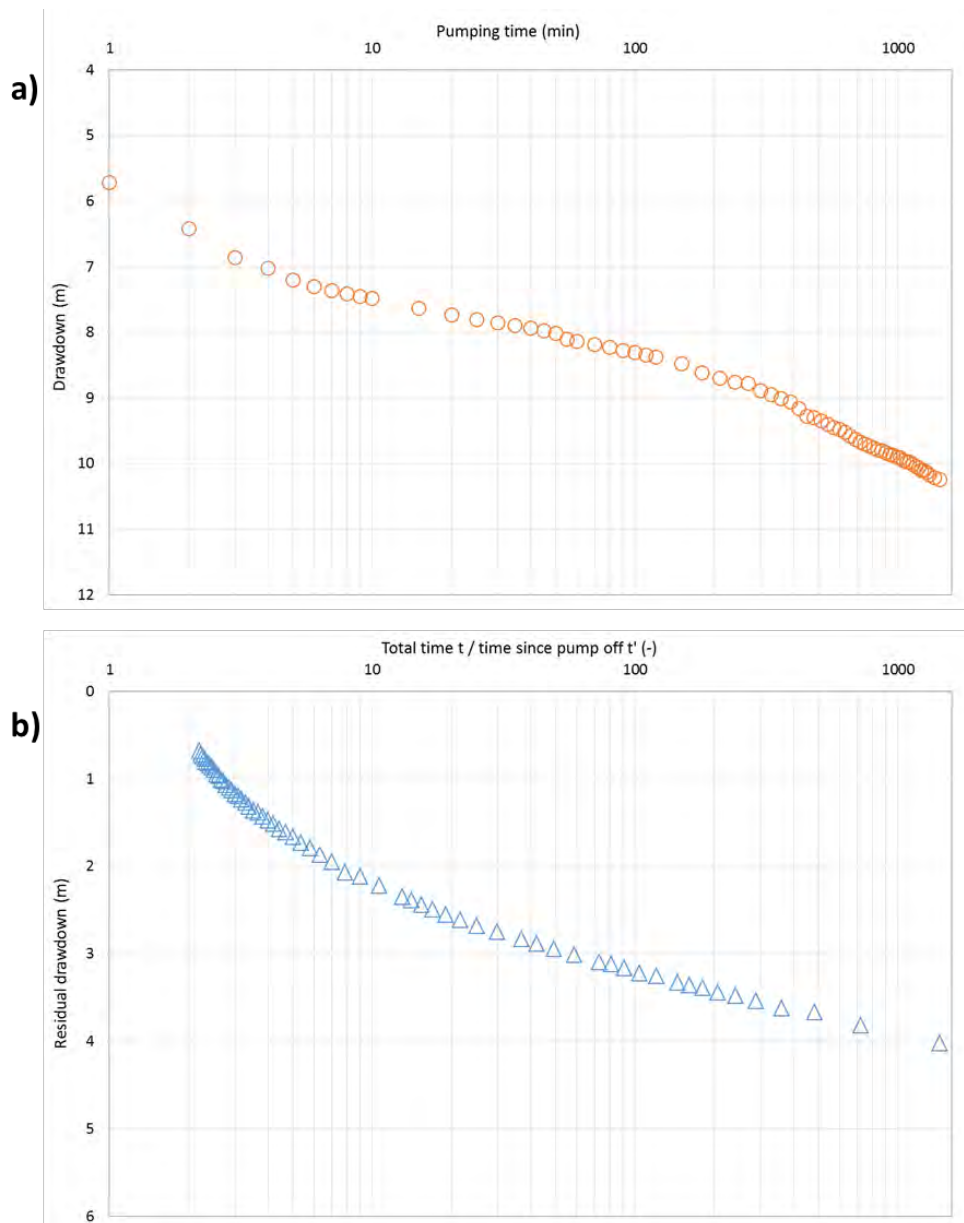 a)
Pumping time (min)
1 10 100 1000
4
5
6
7
8
9
10
11
12
Drawdown (m)
b)
Total time t / time since pump off t' (-)
1 10 100 1000
0
1
2
3
4
5
6
Residual drawdown (m)